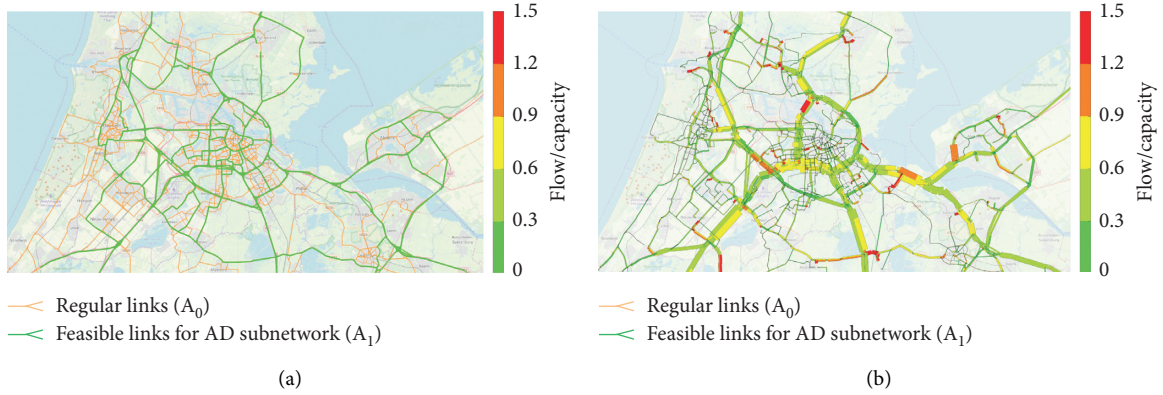 1.5
1.2
0.9
0.6
0.3
0
Flow/capacity
Regular links (A0)
Feasible links for AD subnetwork (A1)
(a)
1.5
1.2
0.9
0.6
0.3
0
Flow/capacity
Regular links (A0)
Feasible links for AD subnetwork (A1)
(b)